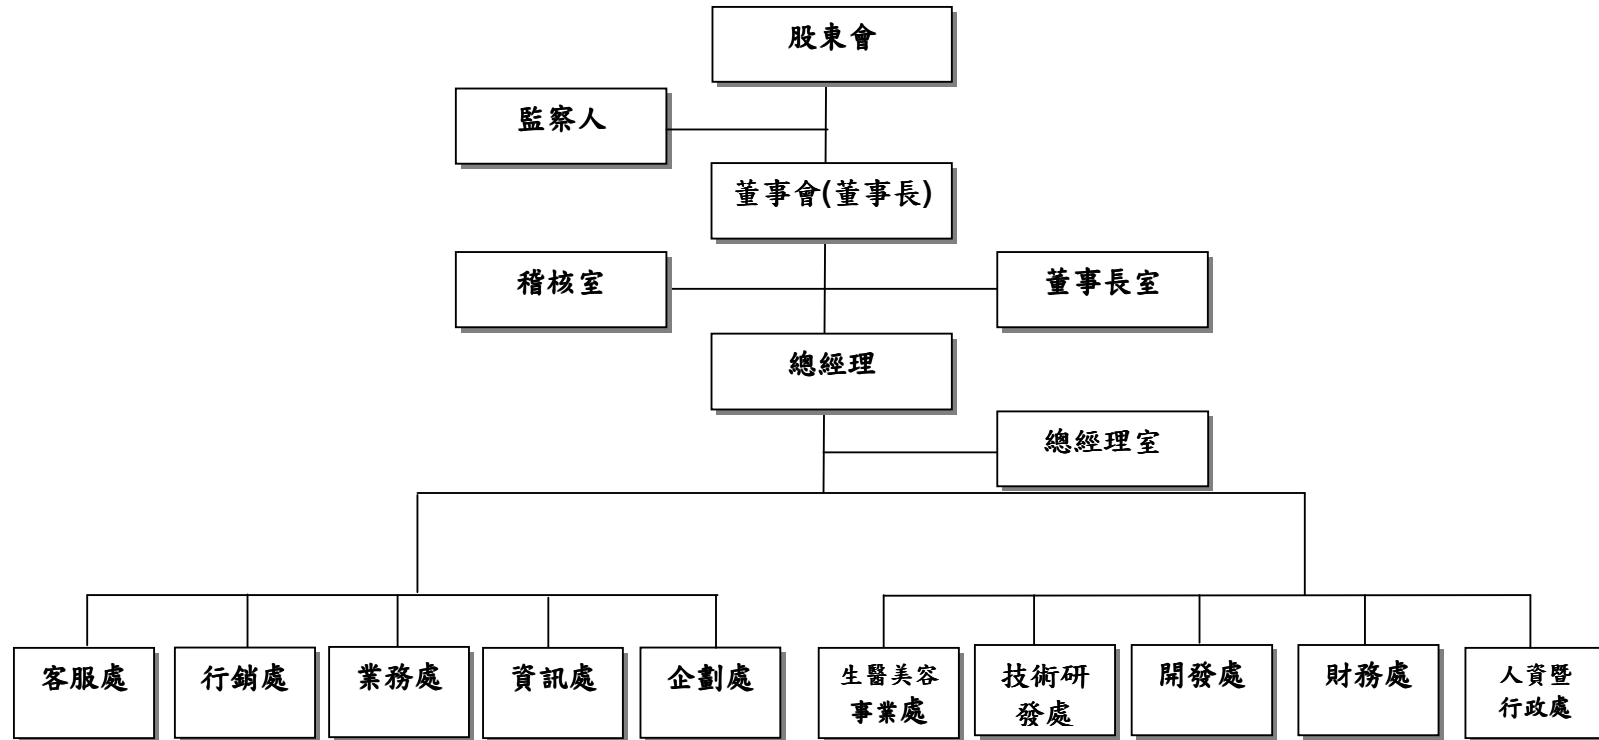 股東會
監察人
董事會(董事長)
稽核室
董事長室
總經理
總經理室
客服處
行銷處
業務處
資訊處
企劃處
生醫美容
事業處
技術研
發處
開發處
財務處
人資暨
行政處